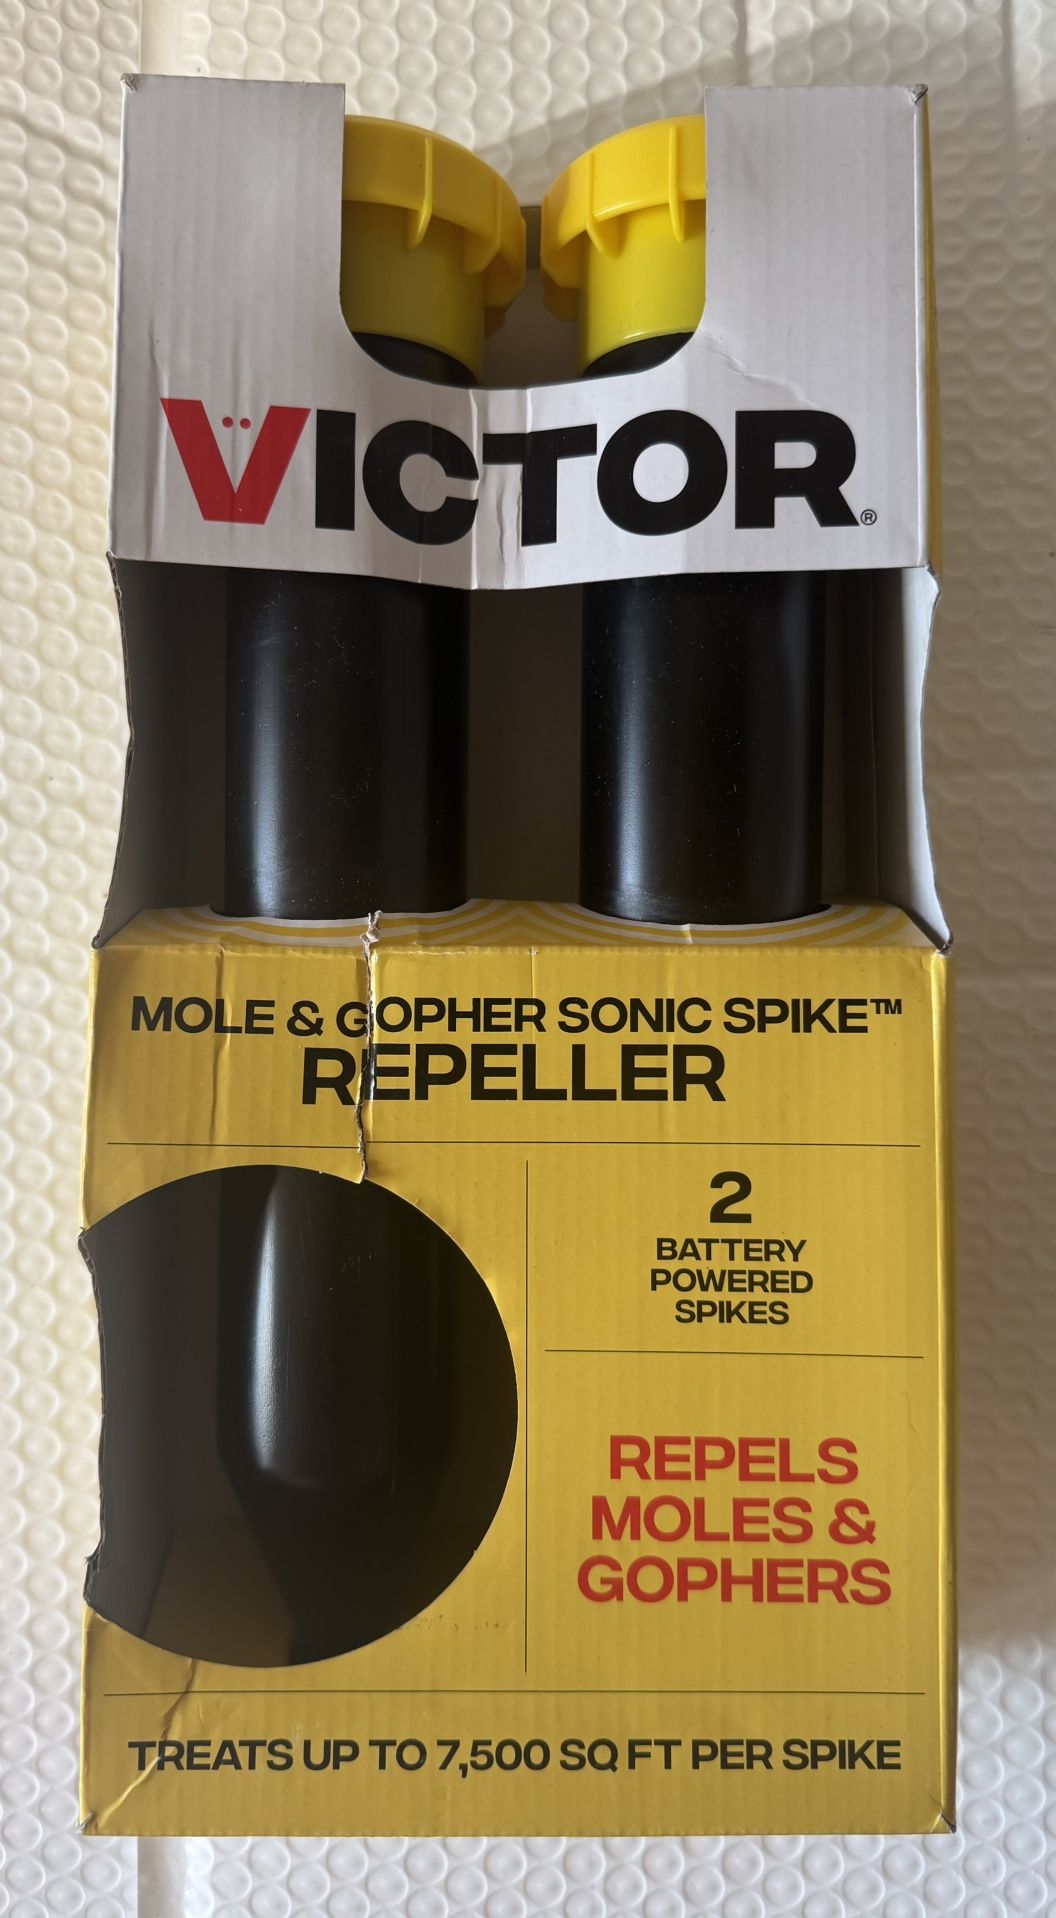 VICTOR®
MOLE & GOPHER SONIC SPIKE™
REPELLER
2
BATTERY
POWERED
SPIKES
REPELS
MOLES &
GOPHERS
TREATS UP TO 7,500 SQ FT PER SPIKE